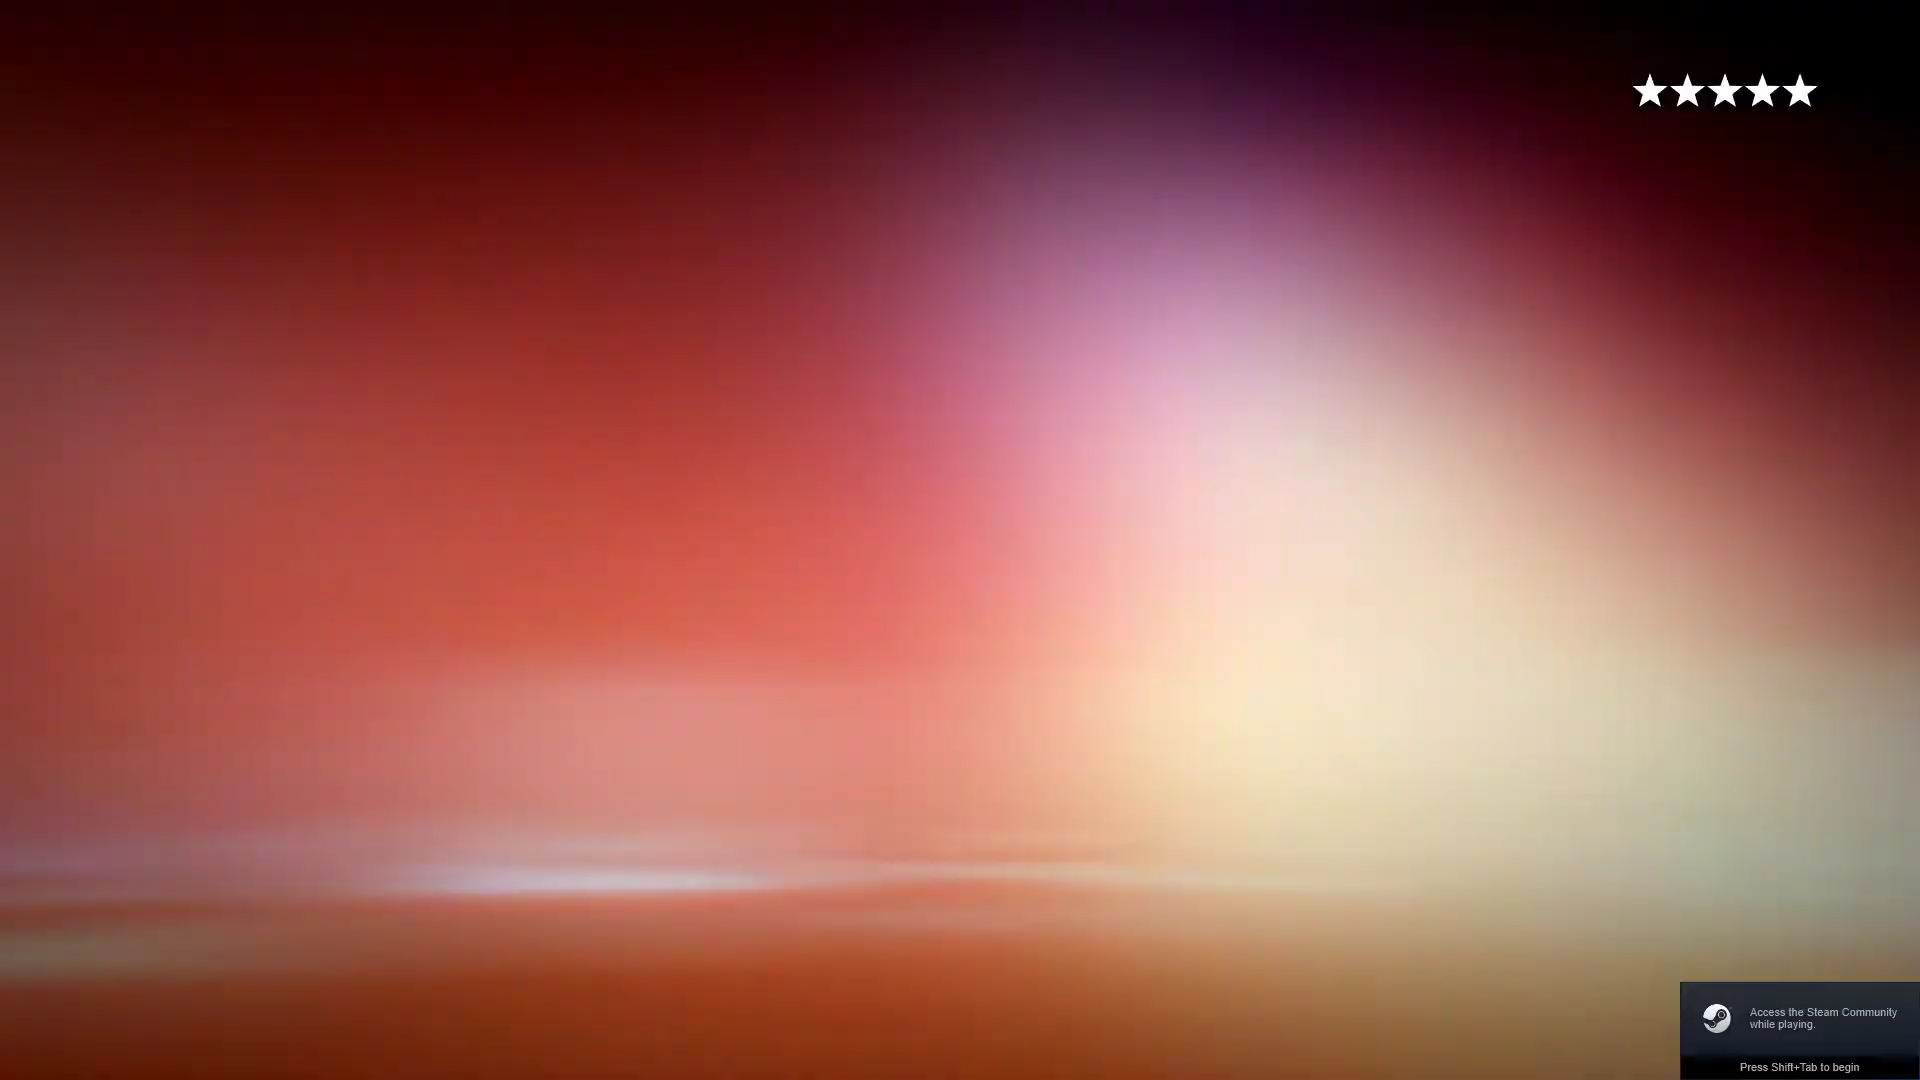 Access the Steam Community
while playing.
Press Shift+Tab to begin